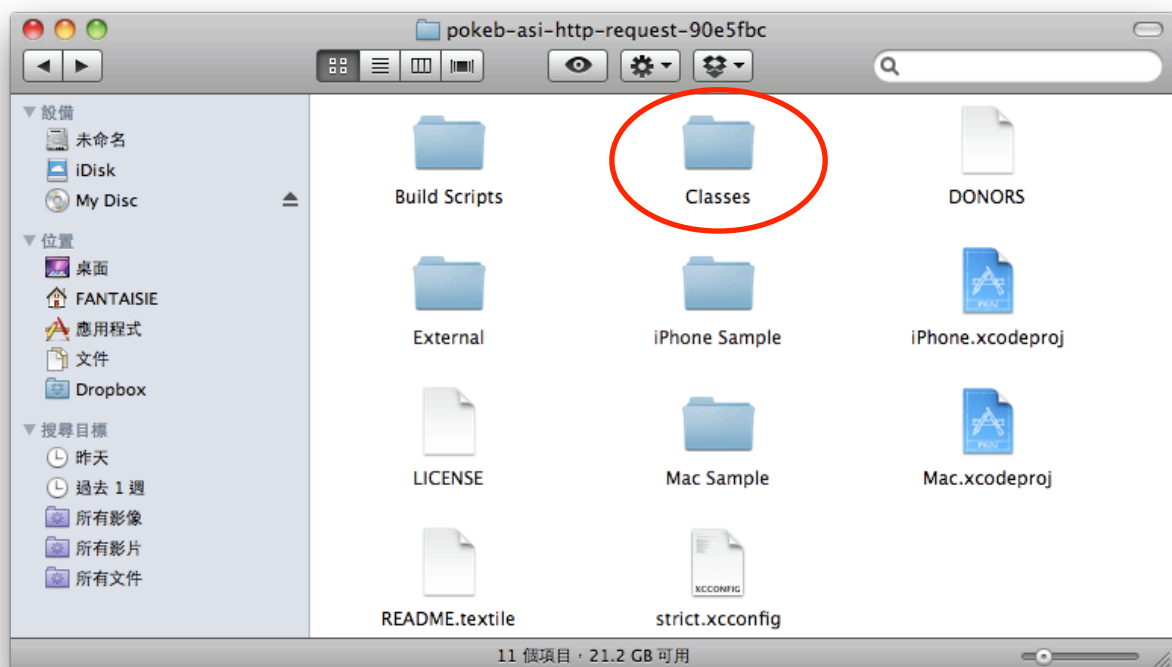 pokeb-asi-http-request-90e5fbc
設備
未命名
iDisk
My Disc
位置
桌面
FANTAISIE
應用程式
文件
Dropbox
搜尋目標
昨天
過去 1 週
所有影像
所有影片
所有文件
Build Scripts
Classes
DONORS
External
iPhone Sample
PROJ
iPhone.xcodeproj
LICENSE
Mac Sample
PROJ
Mac.xcodeproj
README.textile
XCCONFIG
strict.xcconfig
11 個項目，21.2 GB 可用